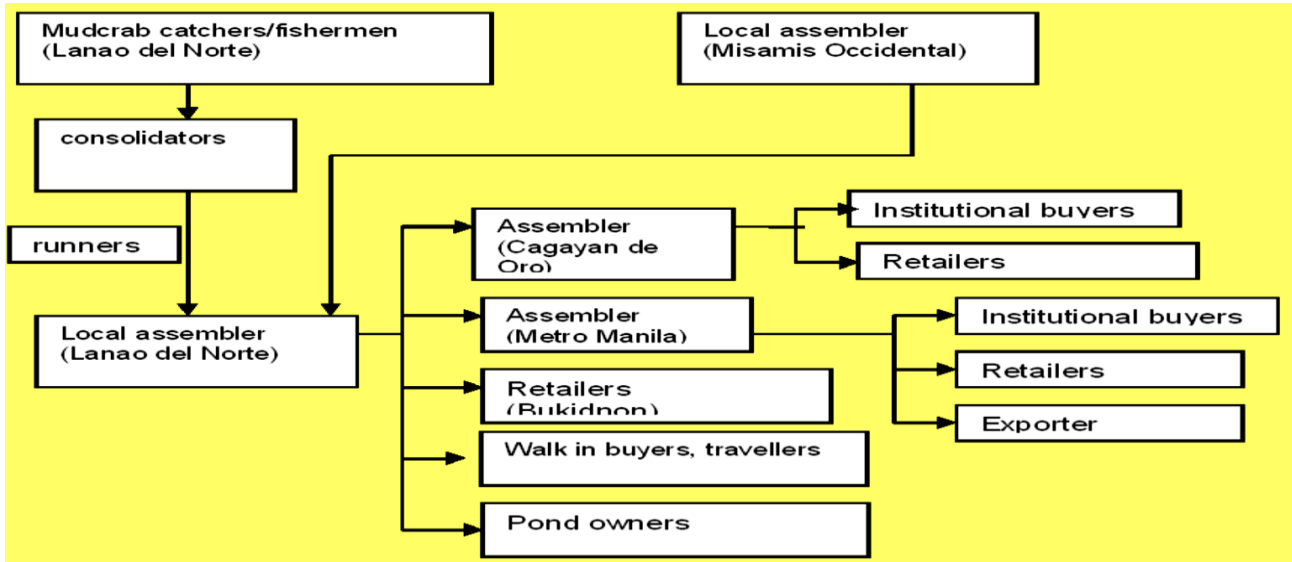 Mudcrab catchers/fishermen
(Lanao del Norte)
Local assembler
(Misamis Occidental)
consolidators
runners
Local assembler
(Lanao del Norte)
Assembler
(Cagayan de
Oro)
Institutional buyers
Retailers
Assembler
(Metro Manila)
Institutional buyers
Retailers
Exporter
Retailers
(Bukidnon)
Walk in buyers, travellers
Pond owners